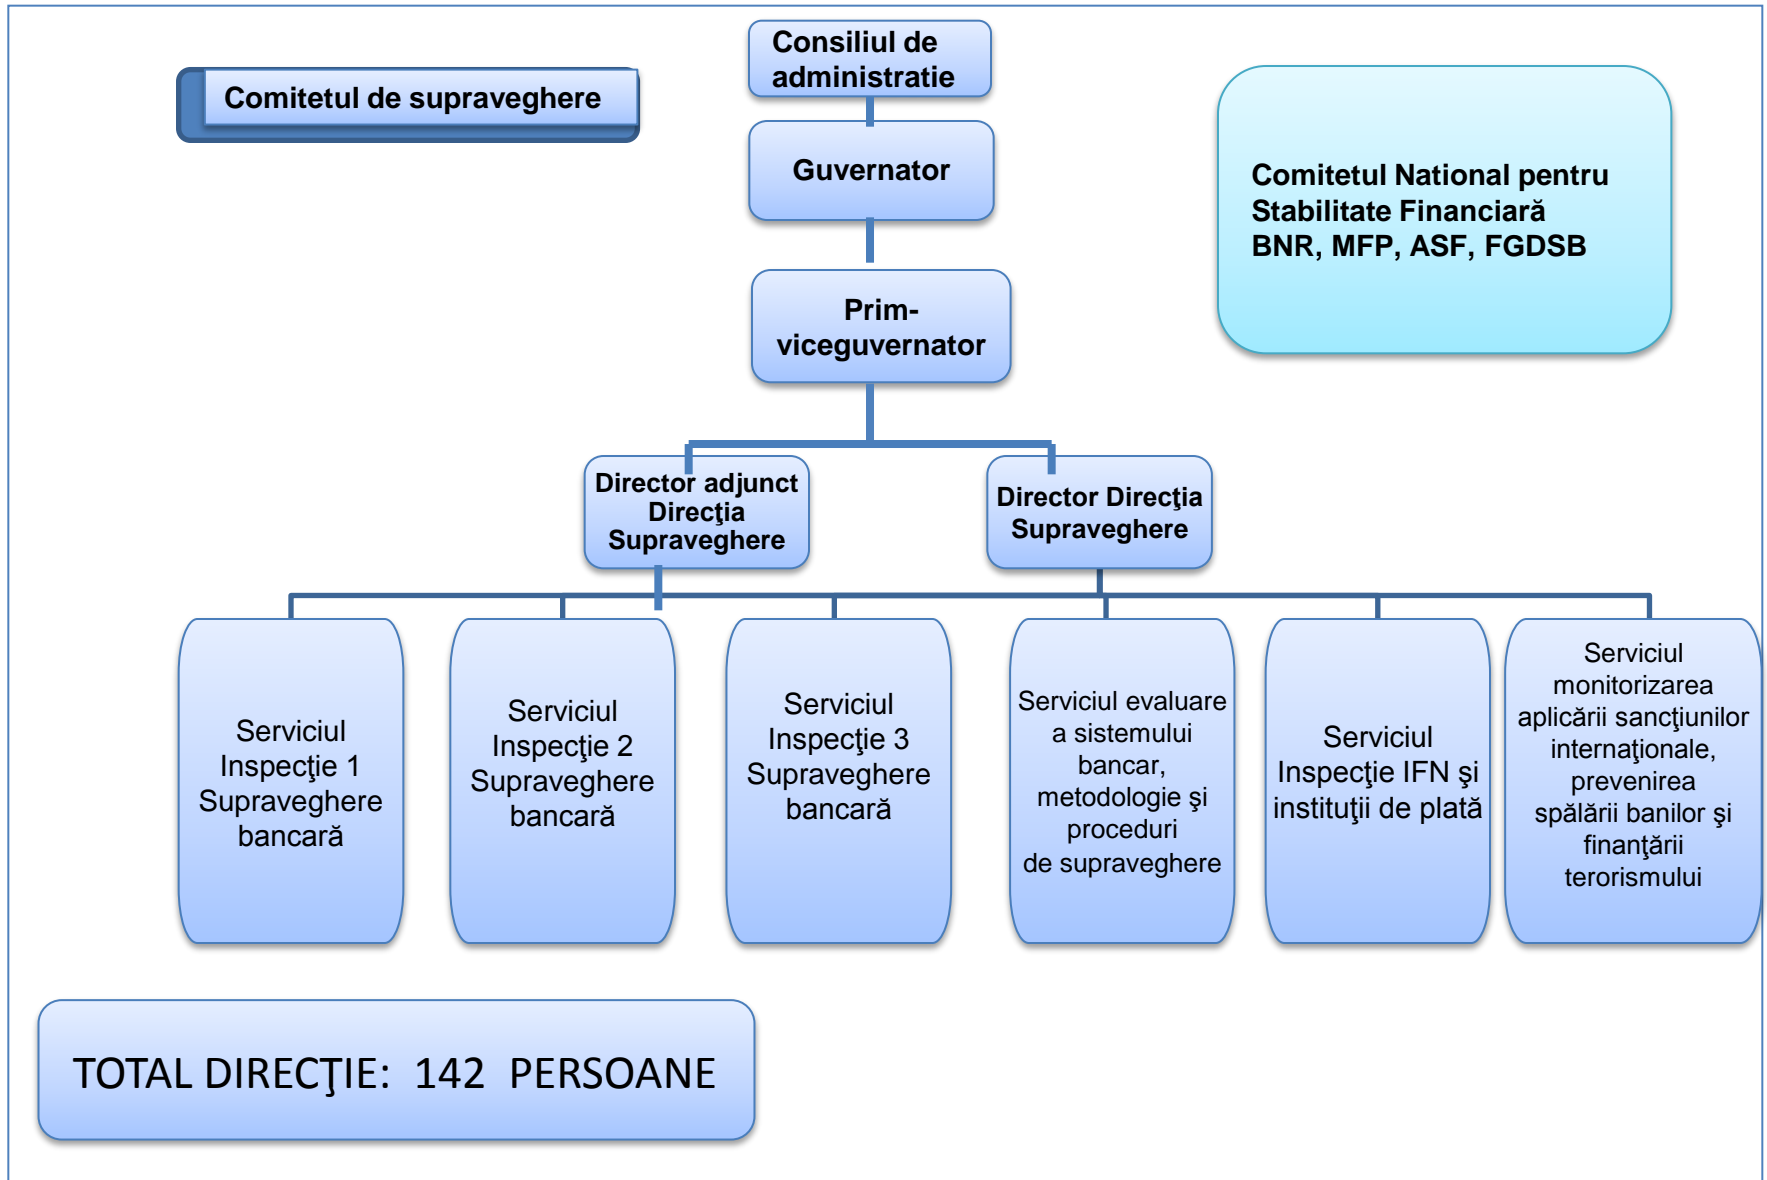 Consiliul de
administratie
Comitetul de supraveghere
Guvernator
Comitetul National pentru
Stabilitate Financiară
BNR, MFP, ASF, FGDSB
Prim-
viceguvernator
Director adjunct
Direcţia
Supraveghere
Director Direcţia
Supraveghere
Serviciul
Inspecţie 1
Supraveghere
bancară
Serviciul
Inspecţie 2
Supraveghere
bancară
Serviciul
Inspecţie 3
Supraveghere
bancară
Serviciul evaluare
a sistemului
bancar,
metodologie şi
proceduri
de supraveghere
Serviciul
Inspecţie IFN şi
instituţii de plată
Serviciul
monitorizarea
aplicării sancţiunilor
internaţionale,
prevenirea
spălării banilor şi
finanţării
terorismului
TOTAL DIRECŢIE: 142 PERSOANE